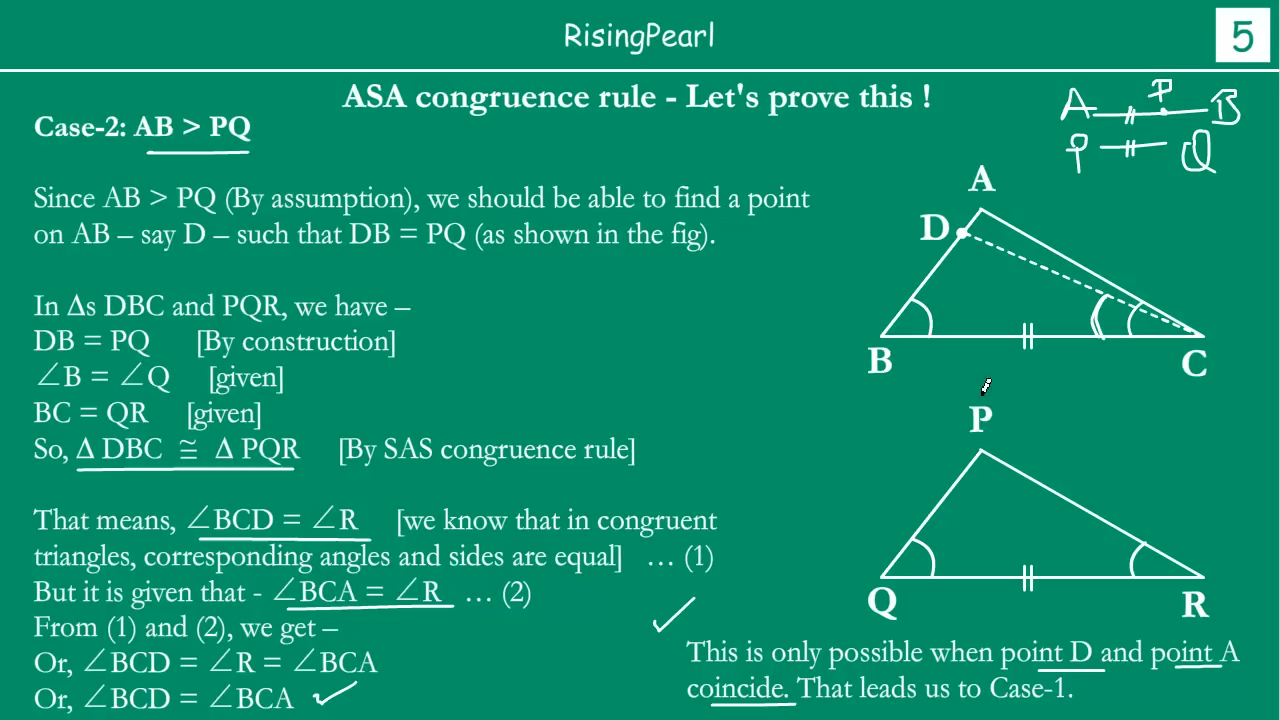 RisingPearl
5
ASA congruence rule - Let's prove this !
Case-2: AB > PQ
A P B
P Q
Since AB > PQ (By assumption), we should be able to find a point
on AB – say D – such that DB = PQ (as shown in the fig).
In Δs DBC and PQR, we have –
DB = PQ [By construction]
∠B = ∠Q [given]
BC = QR [given]
So, Δ DBC ≅ Δ PQR [By SAS congruence rule]
That means, ∠BCD = ∠R [we know that in congruent
triangles, corresponding angles and sides are equal] … (1)
But it is given that - ∠BCA = ∠R … (2)
From (1) and (2), we get –
Or, ∠BCD = ∠R = ∠BCA
Or, ∠BCD = ∠BCA
A
D
B
C
P
Q
R
This is only possible when point D and point A
coincide. That leads us to Case-1.